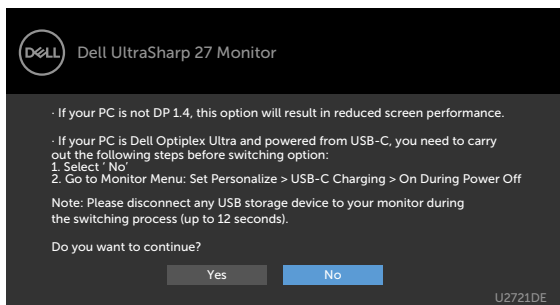 DELL
Dell UltraSharp 27 Monitor
· If your PC is not DP 1.4, this option will result in reduced screen performance.
· If your PC is Dell Optiplex Ultra and powered from USB-C, you need to carry
out the following steps before switching option:
1. Select ' No'
2. Go to Monitor Menu: Set Personalize > USB-C Charging > On During Power Off
Note: Please disconnect any USB storage device to your monitor during
the switching process (up to 12 seconds).
Do you want to continue?
Yes No
U2721DE